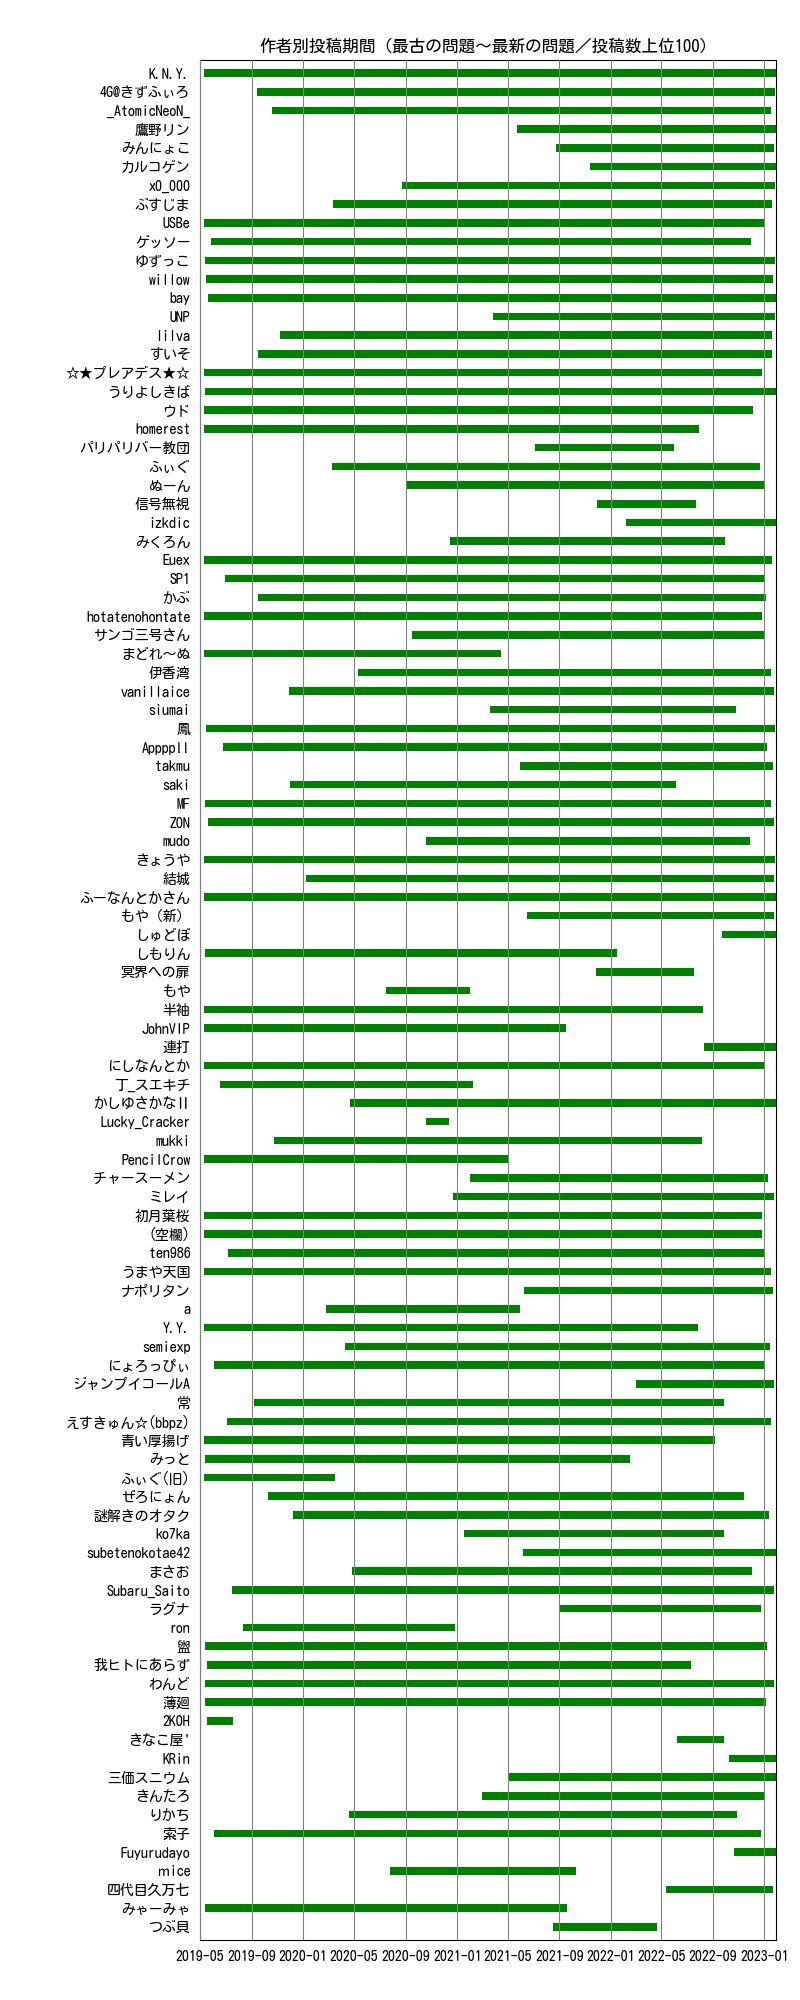 作者別投稿期間（最古の問題～最新の問題／投稿数上位100）
K.N.Y.
4G@きずふぃろ
_AtomicNeoN_
鷹野リン
みんにょこ
カルコゲン
x0_000
ぶすじま
USBe
ゲッソー
ゆずっこ
willow
bay
UNP
lilva
すいそ
☆★プレアデス★☆
うりよしきば
ウド
homerest
パリパリバー教団
ふぃぐ
ぬーん
信号無視
izkdic
みくろん
Euex
SP1
かぶ
hotatenohontate
サンゴ三号さん
まどれ～ぬ
伊香湾
vanillaice
siumai
鳳
Appppll
takmu
saki
MF
ZON
mudo
きょうや
結城
ふーなんとかさん
もや（新）
しゅどぼ
しもりん
冥界への扉
もや
半袖
JohnVIP
連打
にしなんとか
丁_スエキチ
かしゆさかなⅡ
Lucky_Cracker
mukki
PencilCrow
チャースーメン
ミレイ
初月葉桜
(空欄)
ten986
うまや天国
ナポリタン
a
Y.Y.
semiexp
にょろっぴぃ
ジャンプイコールA
常
えすきゅん☆(bbpz)
青い厚揚げ
みっと
ふぃぐ(旧)
ぜろにょん
謎解きのオタク
ko7ka
subetenokotae42
まさお
Subaru_Saito
ラグナ
ron
盥
我ヒトにあらず
わんど
薄廻
2KOH
きなこ屋'
KRin
三価スニウム
きんたろ
りかち
索子
Fuyurudayo
ｍice
四代目久万七
みゃーみゃ
つぶ貝
2019-05 2019-09 2020-01 2020-05 2020-09 2021-01 2021-05 2021-09 2022-01 2022-05 2022-09 2023-01